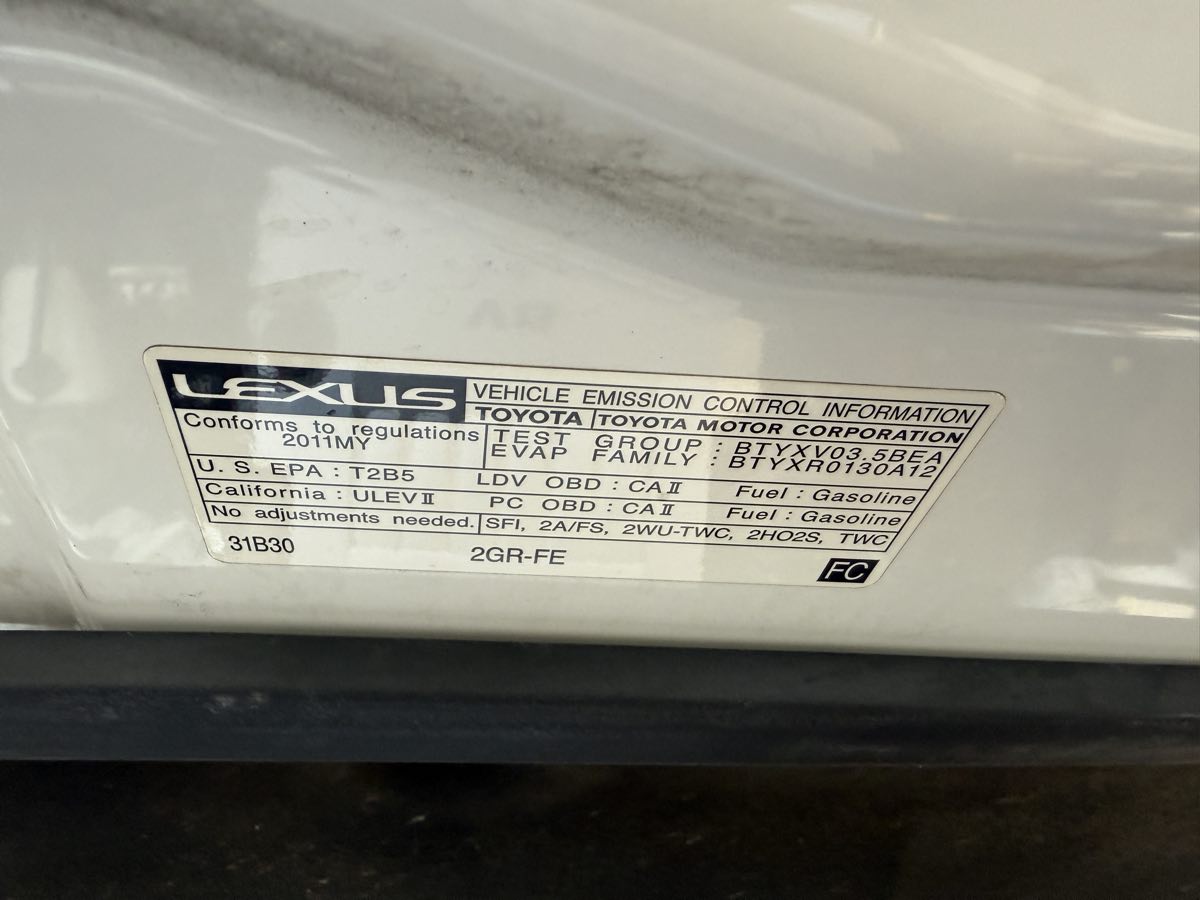 LEXUS
VEHICLE EMISSION CONTROL INFORMATION
TOYOTA TOYOTA MOTOR CORPORATION
Conforms to regulations
2011MY
TEST GROUP : BTYXV03.5BEA
EVAP FAMILY : BTYXR0130A12
U. S. EPA : T2B5 LDV OBD : CAⅡ Fuel : Gasoline
California : ULEVⅡ PC OBD : CAⅡ Fuel : Gasoline
No adjustments needed. SFI, 2A/FS, 2WU-TWC, 2HO2S, TWC
31B30 2GR-FE FC